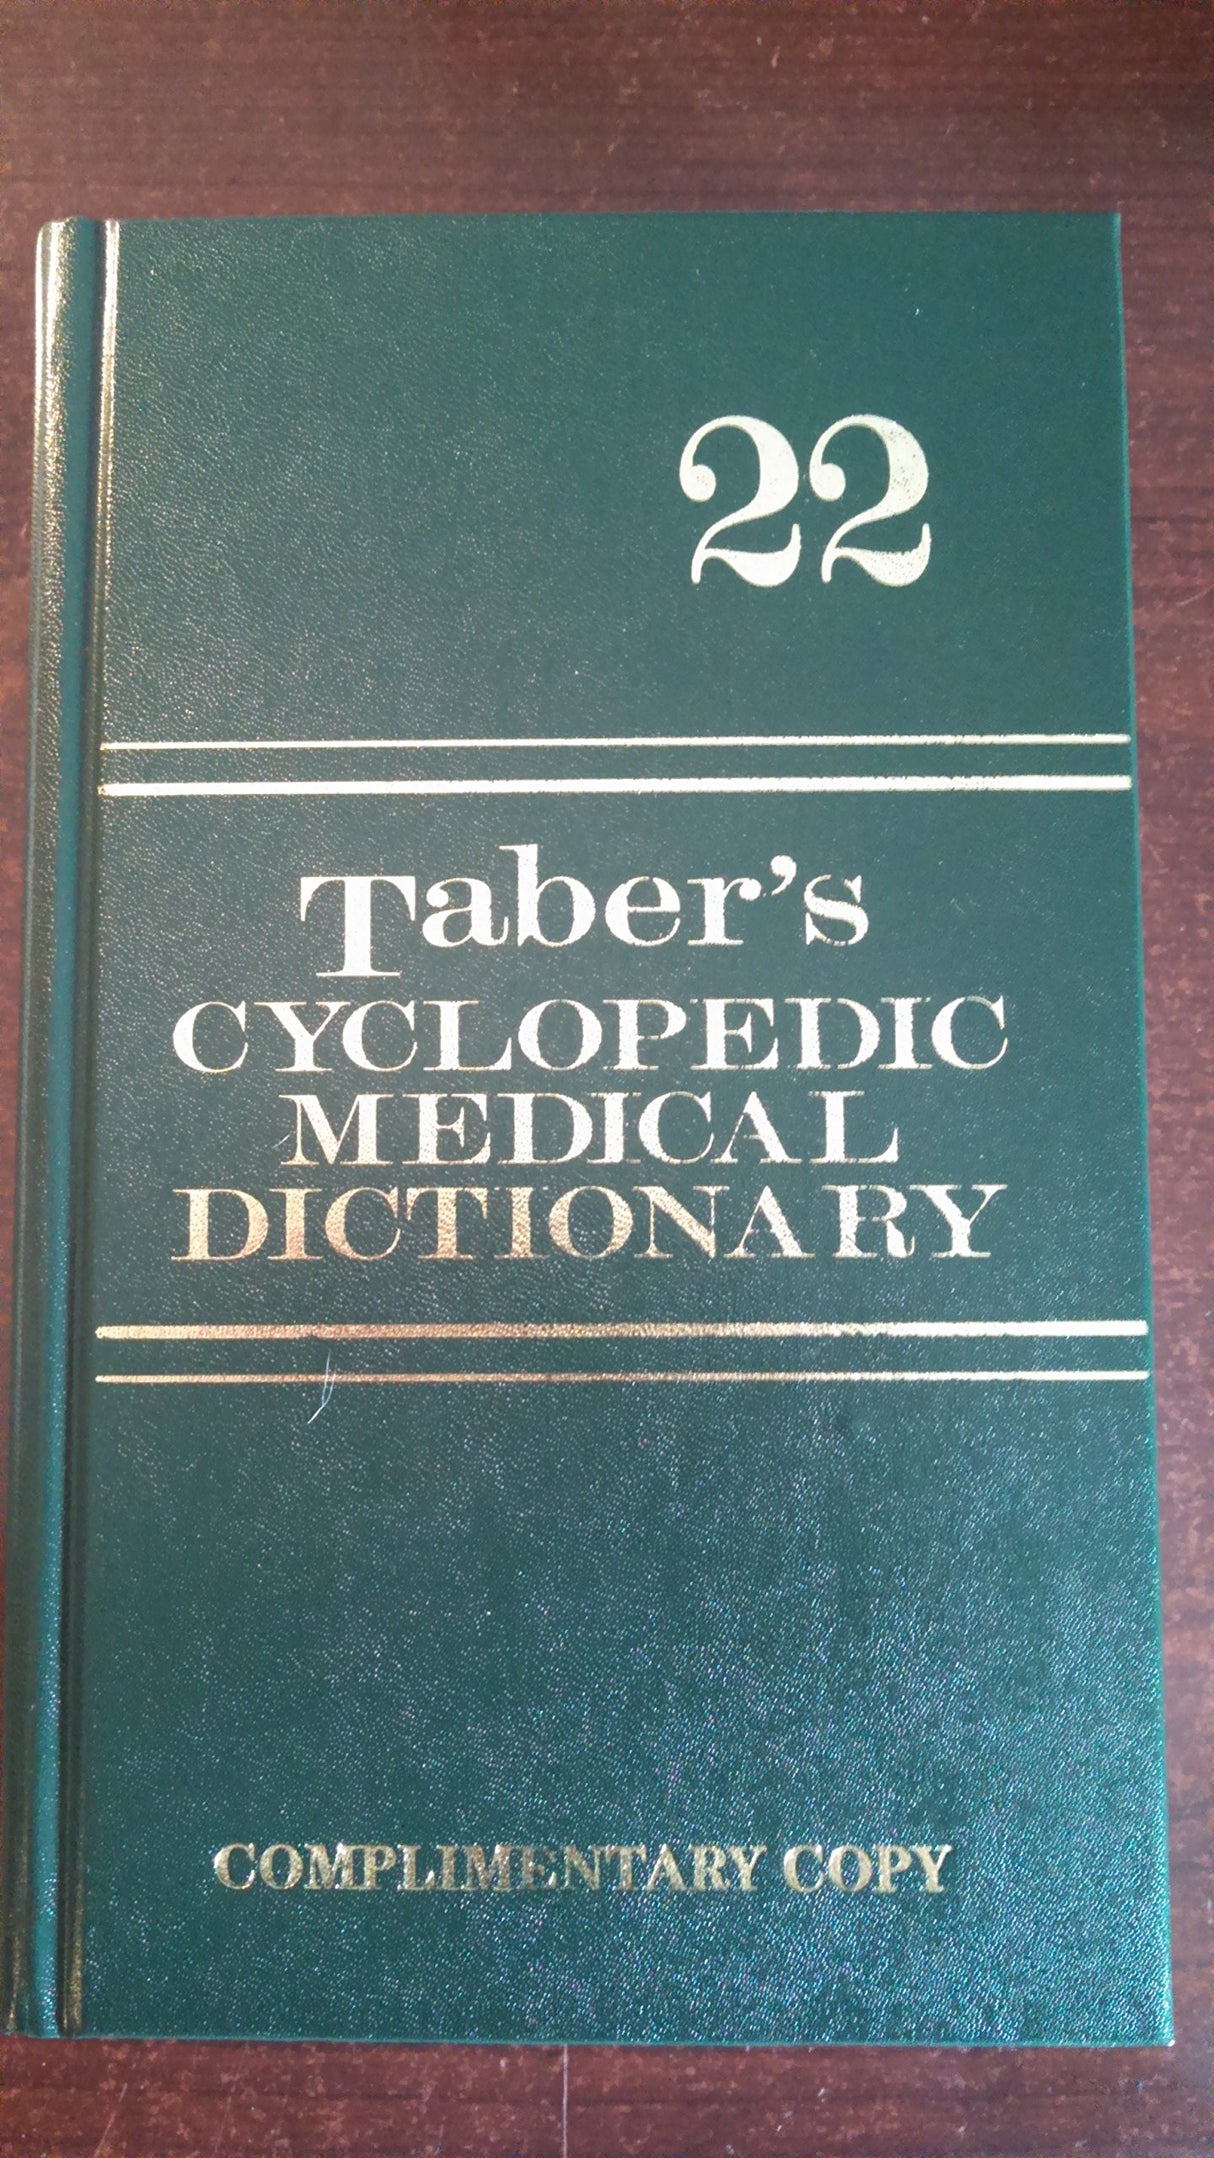 22
Taber's
CYCLOPEDIC
MEDICAL
DICTIONARY
COMPLIMENTARY COPY